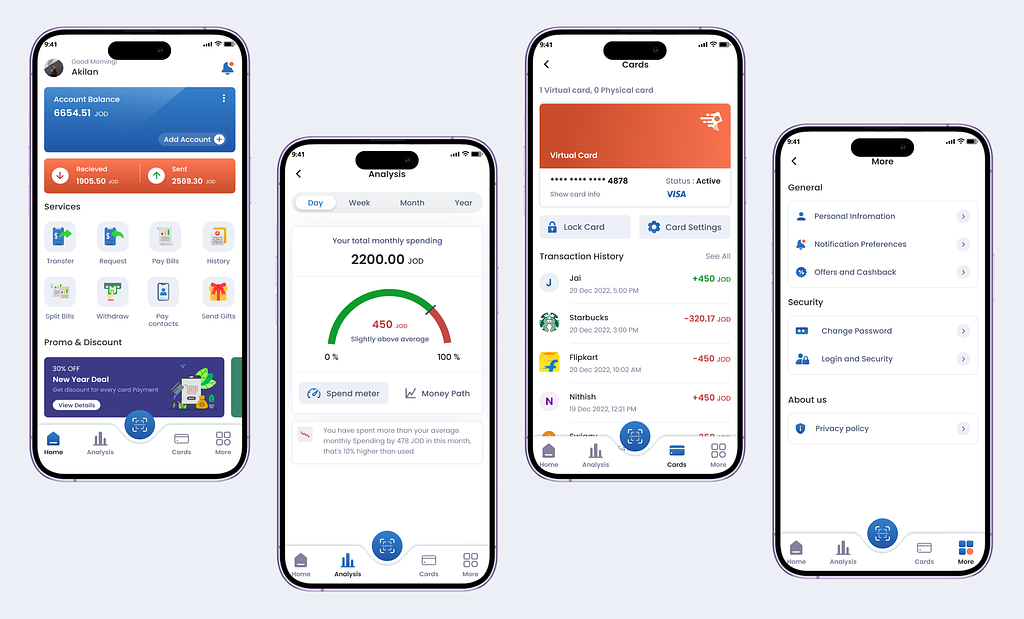 9:41
Good Morning!
Akilan
Account Balance
6654.51 JOD
Add Account
Recieved
1905.50 JOD
Sent
2569.30 JOD
Services
Transfer
Request
Pay Bills
History
Split Bills
Withdraw
Pay
contacts
Send Gifts
Promo & Discount
30% OFF
New Year Deal
Get discount for every card Payment
View Details
Home
Analysis
Cards
More
9:41
Analysis
Day
Week
Month
Year
Your total monthly spending
2200.00 JOD
450 JOD
Slightly above average
0 %
100 %
Spend meter
Money Path
You have spent more than your average
monthly Spending by 478 JOD in this month,
that's 10% higher than used
Home
Analysis
Cards
More
9:41
Cards
1 Virtual card, 0 Physical card
Virtual Card
**** **** **** 4878
Show card info
Status : Active
VISA
Lock Card
Card Settings
Transaction History
See All
J
Jai
20 Dec 2022, 5:00 PM
+450 JOD
Starbucks
20 Dec 2022, 3:00 PM
-320.17 JOD
Flipkart
20 Dec 2022, 10:02 AM
-450 JOD
N
Nithish
19 Dec 2022, 12:21 PM
+450 JOD
Swiggy
Home
Analysis
Cards
More
9:41
More
General
Personal Infromation
Notification Preferences
Offers and Cashback
Security
Change Password
Login and Security
About us
Privacy policy
Home
Analysis
Cards
More